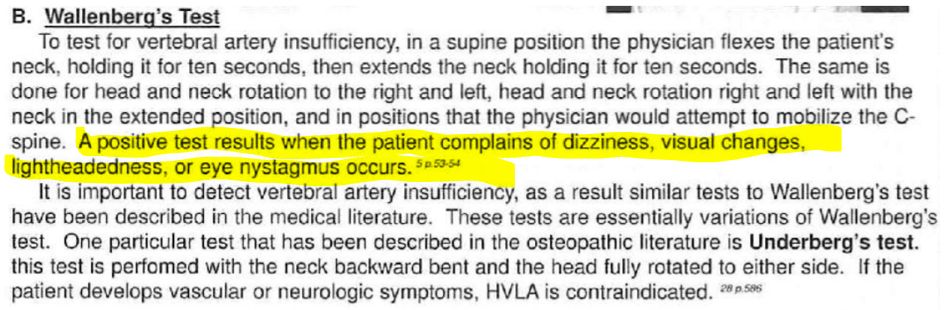 B. Wallenberg's Test
To test for vertebral artery insufficiency, in a supine position the physician flexes the patient's
neck, holding it for ten seconds, then extends the neck holding it for ten seconds. The same is
done for head and neck rotation to the right and left, head and neck rotation right and left with the
neck in the extended position, and in positions that the physician would attempt to mobilize the C-
spine. A positive test results when the patient complains of dizziness, visual changes,
lightheadedness, or eye nystagmus occurs. 5 p.53-54
It is important to detect vertebral artery insufficiency, as a result similar tests to Wallenberg's test
have been described in the medical literature. These tests are essentially variations of Wallenberg's
test. One particular test that has been described in the osteopathic literature is Underberg's test.
this test is perfomed with the neck backward bent and the head fully rotated to either side. If the
patient develops vascular or neurologic symptoms, HVLA is contraindicated. 28 p.586